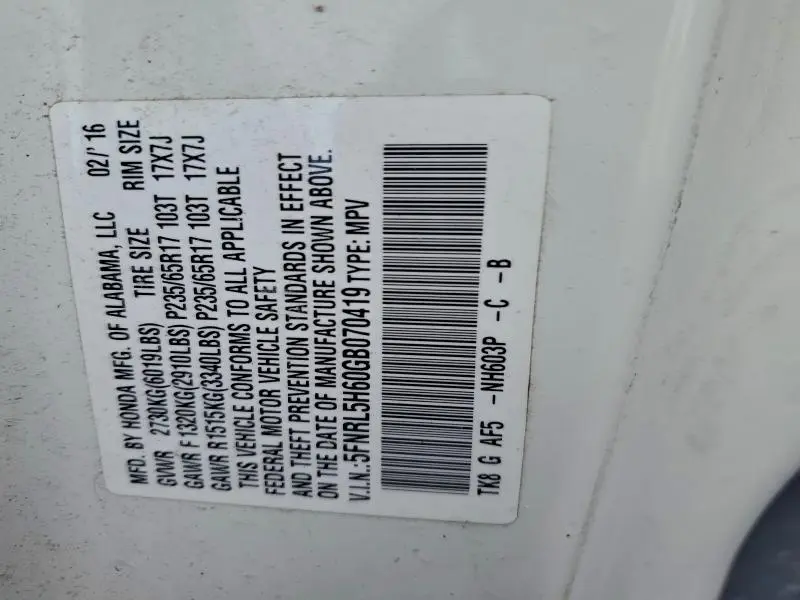 MFD. BY HONDA MFG. OF ALABAMA, LLC 02/'16
GVWR 2730KG(6019LBS) TIRE SIZE RIM SIZE
GAWR F 1320KG(2910LBS) P235/65R17 103T 17X7J
GAWR R1515KG(3340LBS) P235/65R17 103T 17X7J
THIS VEHICLE CONFORMS TO ALL APPLICABLE
FEDERAL MOTOR VEHICLE SAFETY
AND THEFT PREVENTION STANDARDS IN EFFECT
ON THE DATE OF MANUFACTURE SHOWN ABOVE.
V.I.N.:5FNRL5H60GB070419 TYPE: MPV
TK8 G AF5 -NH603P -C -B